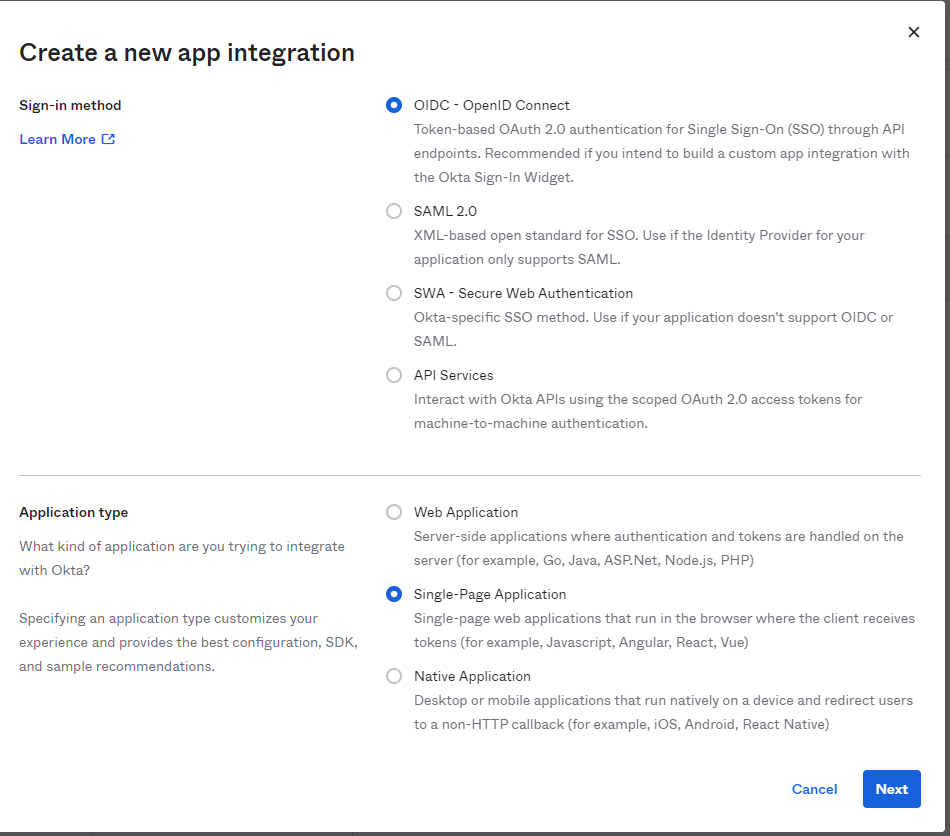 Create a new app integration
Sign-in method
Learn More
OIDC - OpenID Connect
Token-based OAuth 2.0 authentication for Single Sign-On (SSO) through API
endpoints. Recommended if you intend to build a custom app integration with
the Okta Sign-In Widget.
SAML 2.0
XML-based open standard for SSO. Use if the Identity Provider for your
application only supports SAML.
SWA - Secure Web Authentication
Okta-specific SSO method. Use if your application doesn't support OIDC or
SAML.
API Services
Interact with Okta APIs using the scoped OAuth 2.0 access tokens for
machine-to-machine authentication.
Application type
What kind of application are you trying to integrate
with Okta?
Specifying an application type customizes your
experience and provides the best configuration, SDK,
and sample recommendations.
Web Application
Server-side applications where authentication and tokens are handled on the
server (for example, Go, Java, ASP.Net, Node.js, PHP)
Single-Page Application
Single-page web applications that run in the browser where the client receives
tokens (for example, Javascript, Angular, React, Vue)
Native Application
Desktop or mobile applications that run natively on a device and redirect users
to a non-HTTP callback (for example, iOS, Android, React Native)
Cancel
Next